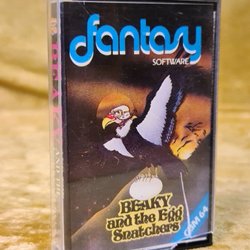 fantasy
SOFTWARE
BEAKY
and the Egg
Snatchers
CBM 64